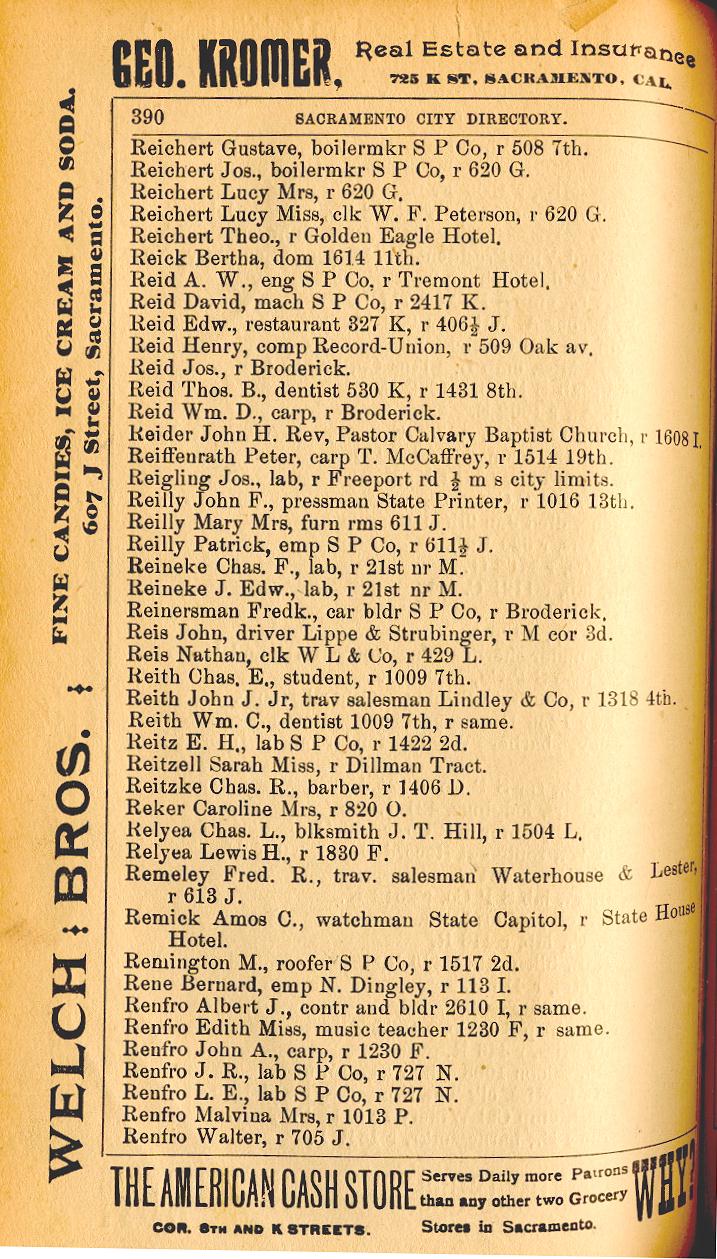 GEO. KROMER, Real Estate and Insurance
725 K ST, SACRAMENTO, CAL.
390 SACRAMENTO CITY DIRECTORY.
Reichert Gustave, boilermkr S P Co, r 508 7th.
Reichert Jos., boilermkr S P Co, r 620 G.
Reichert Lucy Mrs, r 620 G.
Reichert Lucy Miss, clk W. F. Peterson, r 620 G.
Reichert Theo., r Golden Eagle Hotel.
Reick Bertha, dom 1614 11th.
Reid A. W., eng S P Co, r Tremont Hotel.
Reid David, mach S P Co, r 2417 K.
Reid Edw., restaurant 327 K, r 406½ J.
Reid Henry, comp Record-Union, r 509 Oak av.
Reid Jos., r Broderick.
Reid Thos. B., dentist 530 K, r 1431 8th.
Reid Wm. D., carp, r Broderick.
Reider John H. Rev, Pastor Calvary Baptist Church, r 1608 I.
Reiffenrath Peter, carp T. McCaffrey, r 1514 19th.
Reigling Jos., lab, r Freeport rd ½ m s city limits.
Reilly John F., pressman State Printer, r 1016 13th.
Reilly Mary Mrs, furn rms 611 J.
Reilly Patrick, emp S P Co, r 611½ J.
Reineke Chas. F., lab, r 21st nr M.
Reineke J. Edw., lab, r 21st nr M.
Reinersman Fredk., car bldr S P Co, r Broderick.
Reis John, driver Lippe & Strubinger, r M cor 3d.
Reis Nathan, clk W L & Co, r 429 L.
Reith Chas. E., student, r 1009 7th.
Reith John J. Jr, trav salesman Lindley & Co, r 1318 4th.
Reith Wm. C., dentist 1009 7th, r same.
Reitz E. H., lab S P Co, r 1422 2d.
Reitzell Sarah Miss, r Dillman Tract.
Reitzke Chas. R., barber, r 1406 D.
Reker Caroline Mrs, r 820 O.
Relyea Chas. L., blksmith J. T. Hill, r 1504 L.
Relyea Lewis H., r 1830 F.
Remeley Fred. R., trav. salesman Waterhouse & Lester,
r 613 J.
Remick Amos C., watchman State Capitol, r State House
Hotel.
Remington M., roofer S P Co, r 1517 2d.
Rene Bernard, emp N. Dingley, r 113 I.
Renfro Albert J., contr and bldr 2610 I, r same.
Renfro Edith Miss, music teacher 1230 F, r same.
Renfro John A., carp, r 1230 F.
Renfro J. R., lab S P Co, r 727 N.
Renfro L. E., lab S P Co, r 727 N.
Renfro Malvina Mrs, r 1013 P.
Renfro Walter, r 705 J.
WELCH : BROS. : FINE CANDIES, ICE CREAM AND SODA.
607 J Street, Sacramento.
THE AMERICAN CASH STORE Serves Daily more Patrons WHY?
than any other two Grocery
COR. 8TH AND K STREETS. Stores in Sacramento.